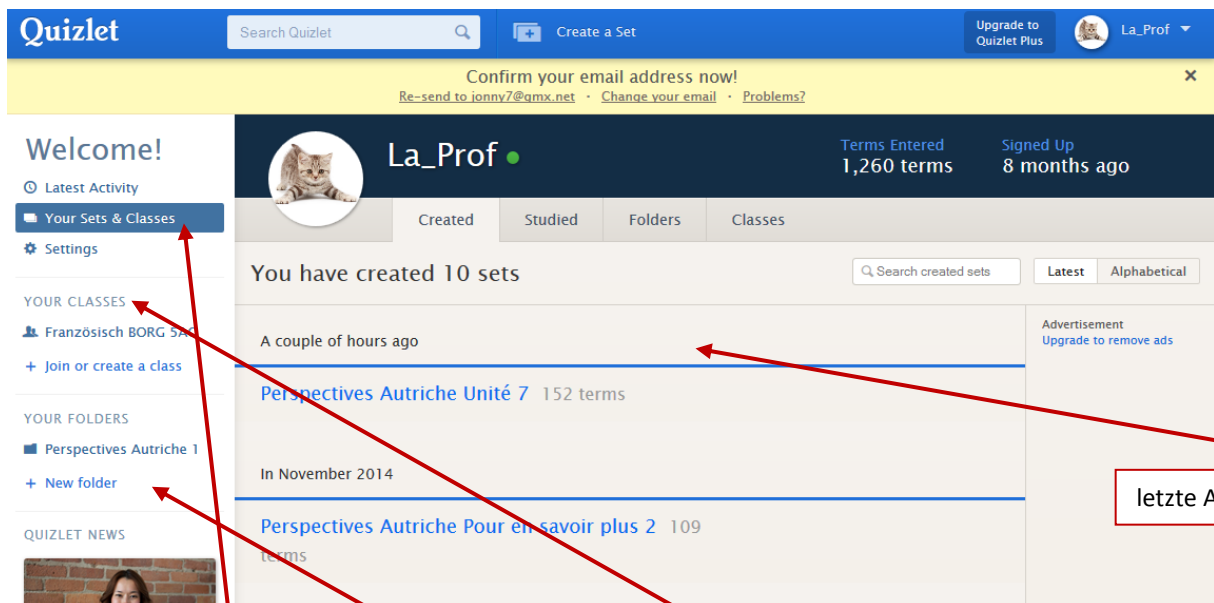 Quizlet
Search Quizlet
Create a Set
Upgrade to
Quizlet Plus
La_Prof
Confirm your email address now!
Re-send to jonny7@gmx.net · Change your email · Problems?
Welcome!
Latest Activity
Your Sets & Classes
Settings
YOUR CLASSES
Französisch BORG 5AC
+ Join or create a class
YOUR FOLDERS
Perspectives Autriche 1
+ New folder
QUIZLET NEWS
La_Prof
Terms Entered
1,260 terms
Signed Up
8 months ago
Created Studied Folders Classes
You have created 10 sets
Search created sets
Latest Alphabetical
A couple of hours ago
Perspectives Autriche Unité 7 152 terms
In November 2014
Perspectives Autriche Pour en savoir plus 2 109
terms
Advertisement
Upgrade to remove ads
letzte A